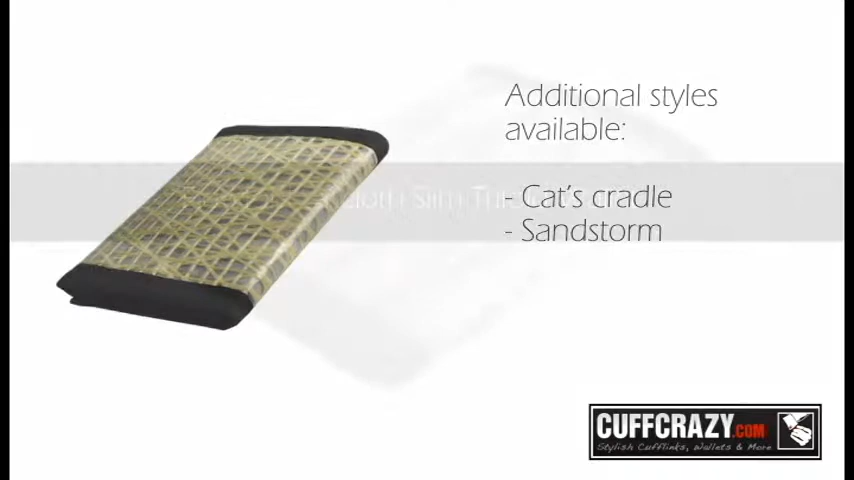 Additional styles
available:
- Cat's cradle
- Sandstorm
CUFFCRAZY.COM
Stylish Cufflinks, Wallets & More